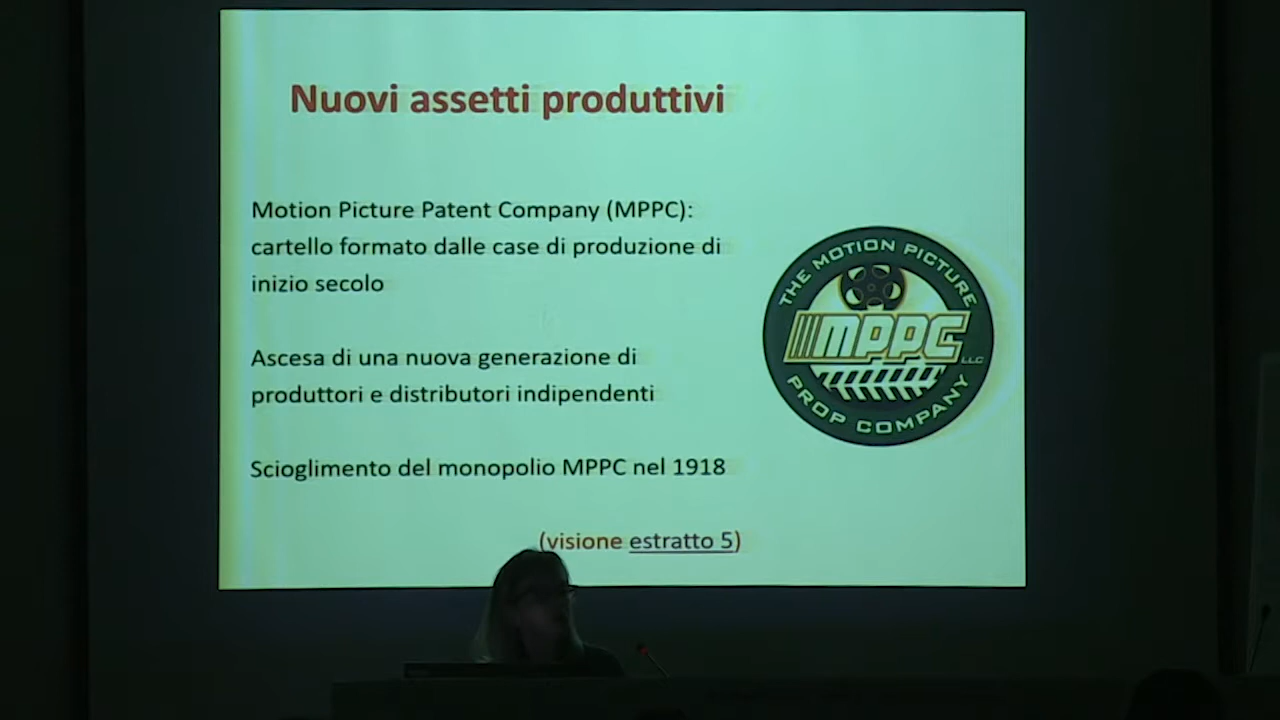 Nuovi assetti produttivi
Motion Picture Patent Company (MPPC):
cartello formato dalle case di produzione di
inizio secolo
Ascesa di una nuova generazione di
produttori e distributori indipendenti
Scioglimento del monopolio MPPC nel 1918
(visione estratto 5)
THE MOTION PICTURE
MPPC
LLC
PROP COMPANY